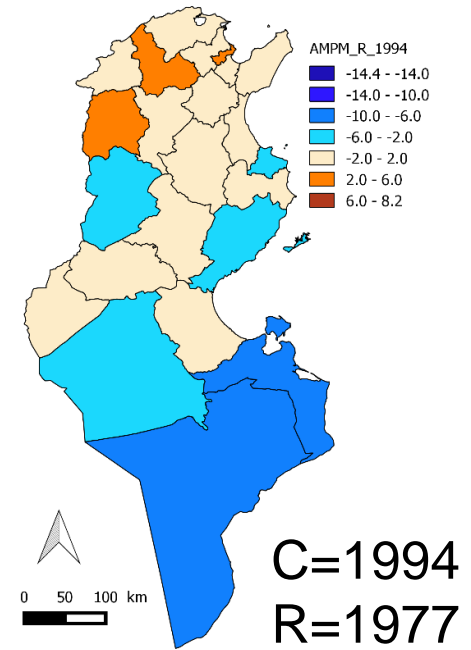 AMPM_R_1994
-14.4 - -14.0
-14.0 - -10.0
-10.0 - -6.0
-6.0 - -2.0
-2.0 - 2.0
2.0 - 6.0
6.0 - 8.2
C=1994
0 50 100 km
R=1977